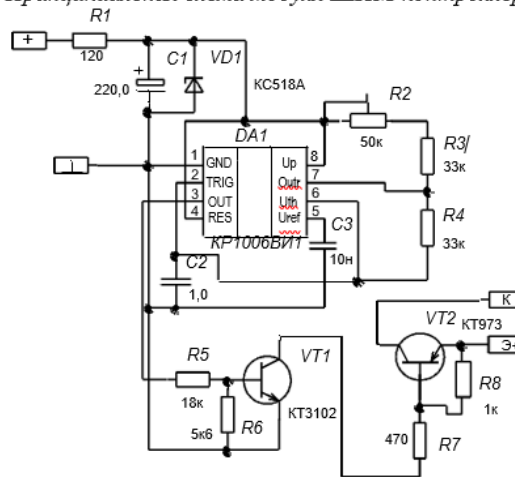 R1
+
120
C1
VD1
+
220,0
КС518А
R2
DA1
50к
R3/
33к
1 GND Up 8
2 TRIG Outr 7
3 OUT Uth 6
4 RES Uref 5
R4
33к
КР1006ВИ1
C3
10н
C2
1,0
К
VT2
КТ973
Э+
R5
VT1
18к
R8
1к
КТ3102
5к6
R6
470
R7